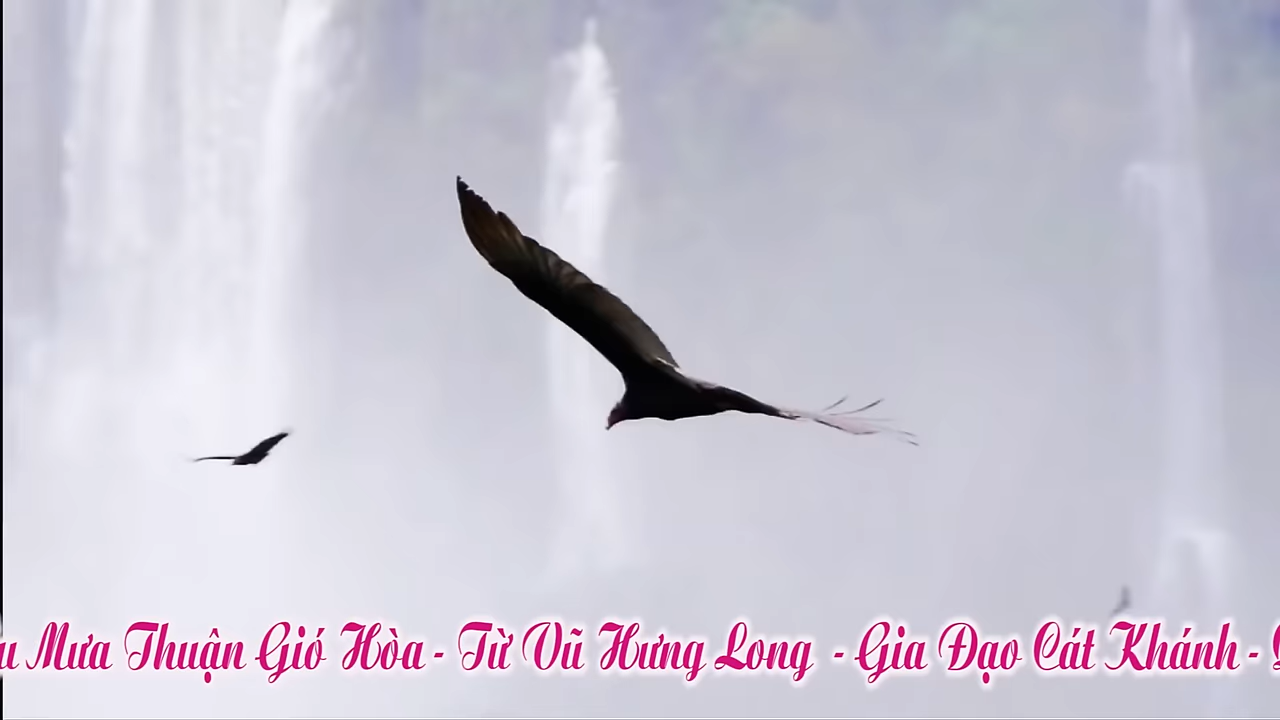 Mưa Thuận Gió Hòa - Từ Vũ Hưng Long - Gia Đạo Cát Khánh -